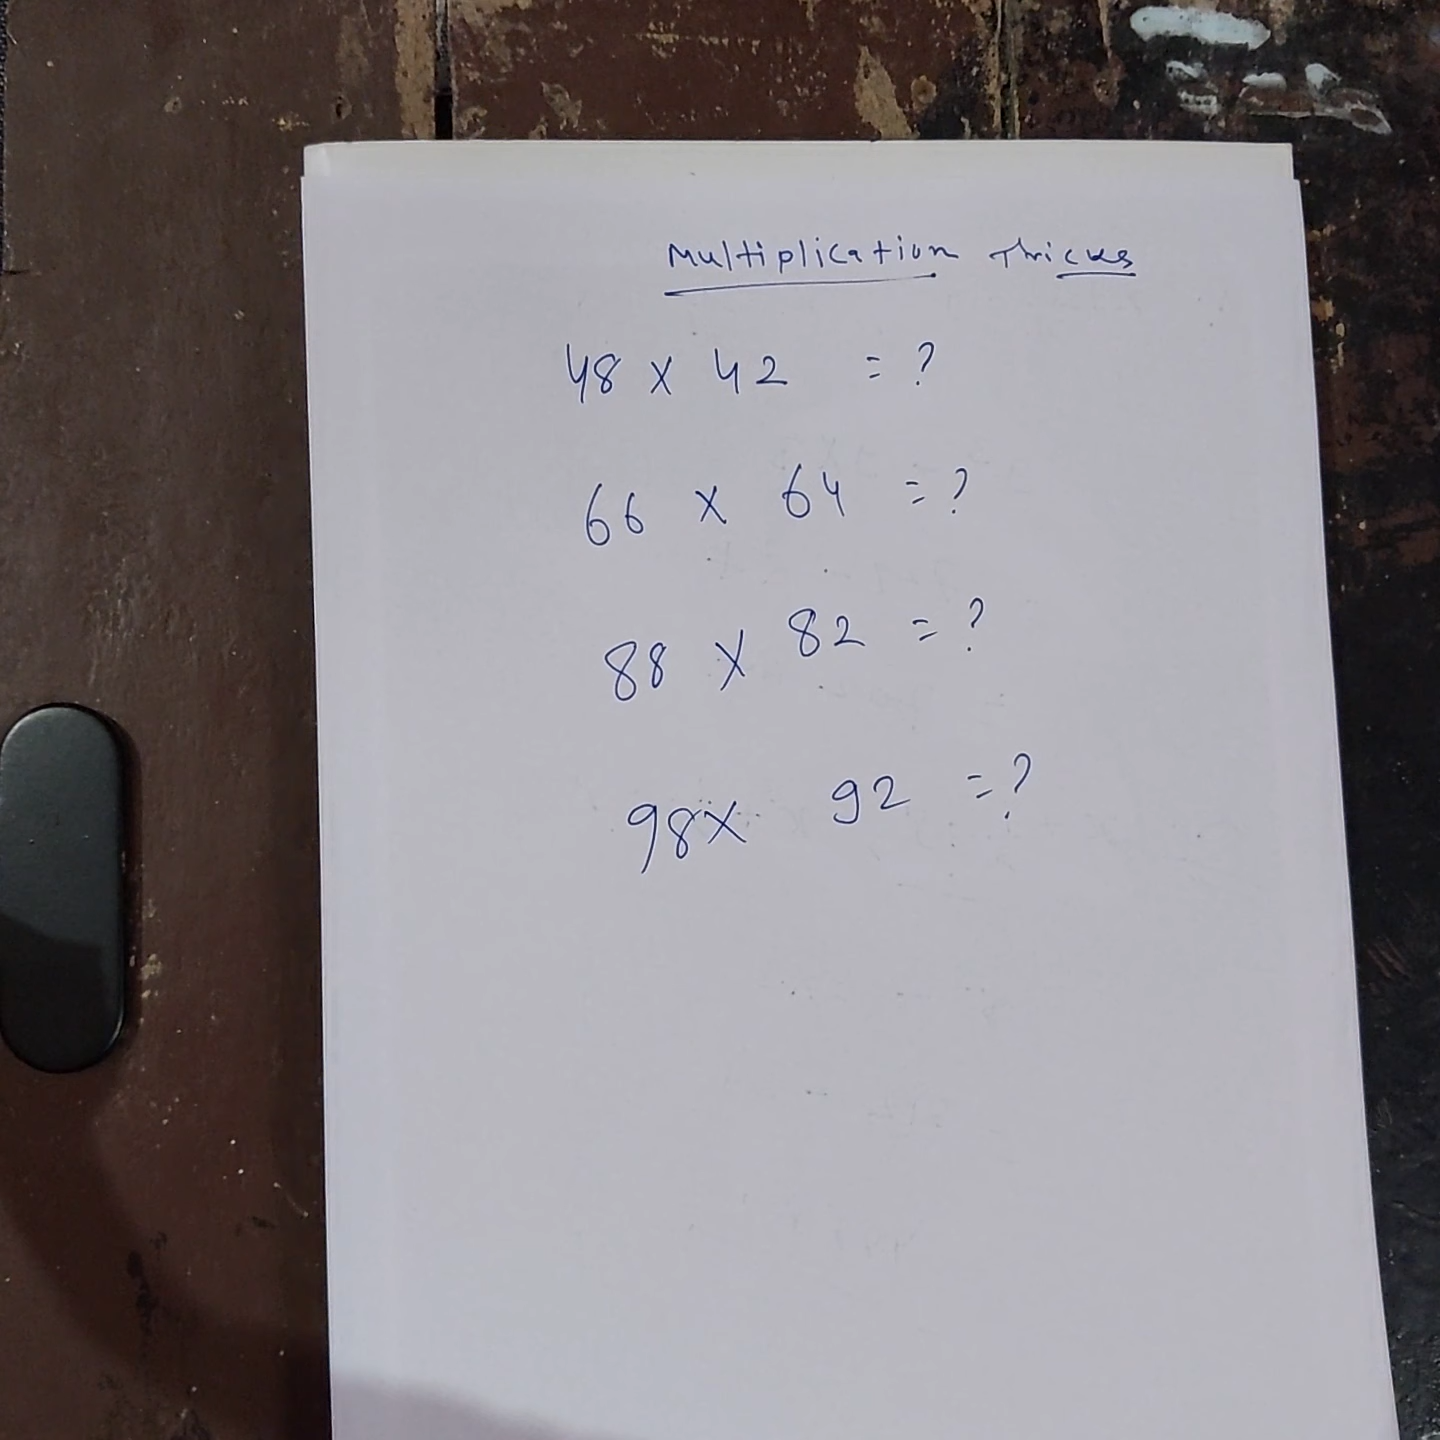 Multiplication Tricks
48 x 42 = ?
66 x 64 = ?
88 x 82 = ?
98x 92 = ?